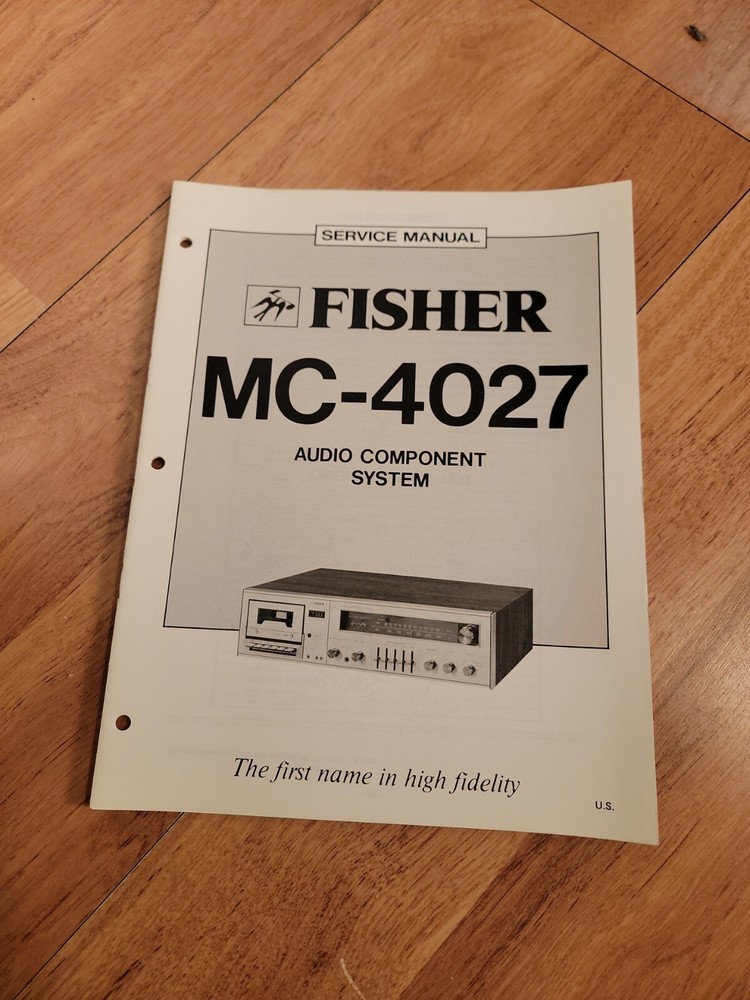 SERVICE MANUAL
FISHER
MC-4027
AUDIO COMPONENT
SYSTEM
The first name in high fidelity
U.S.